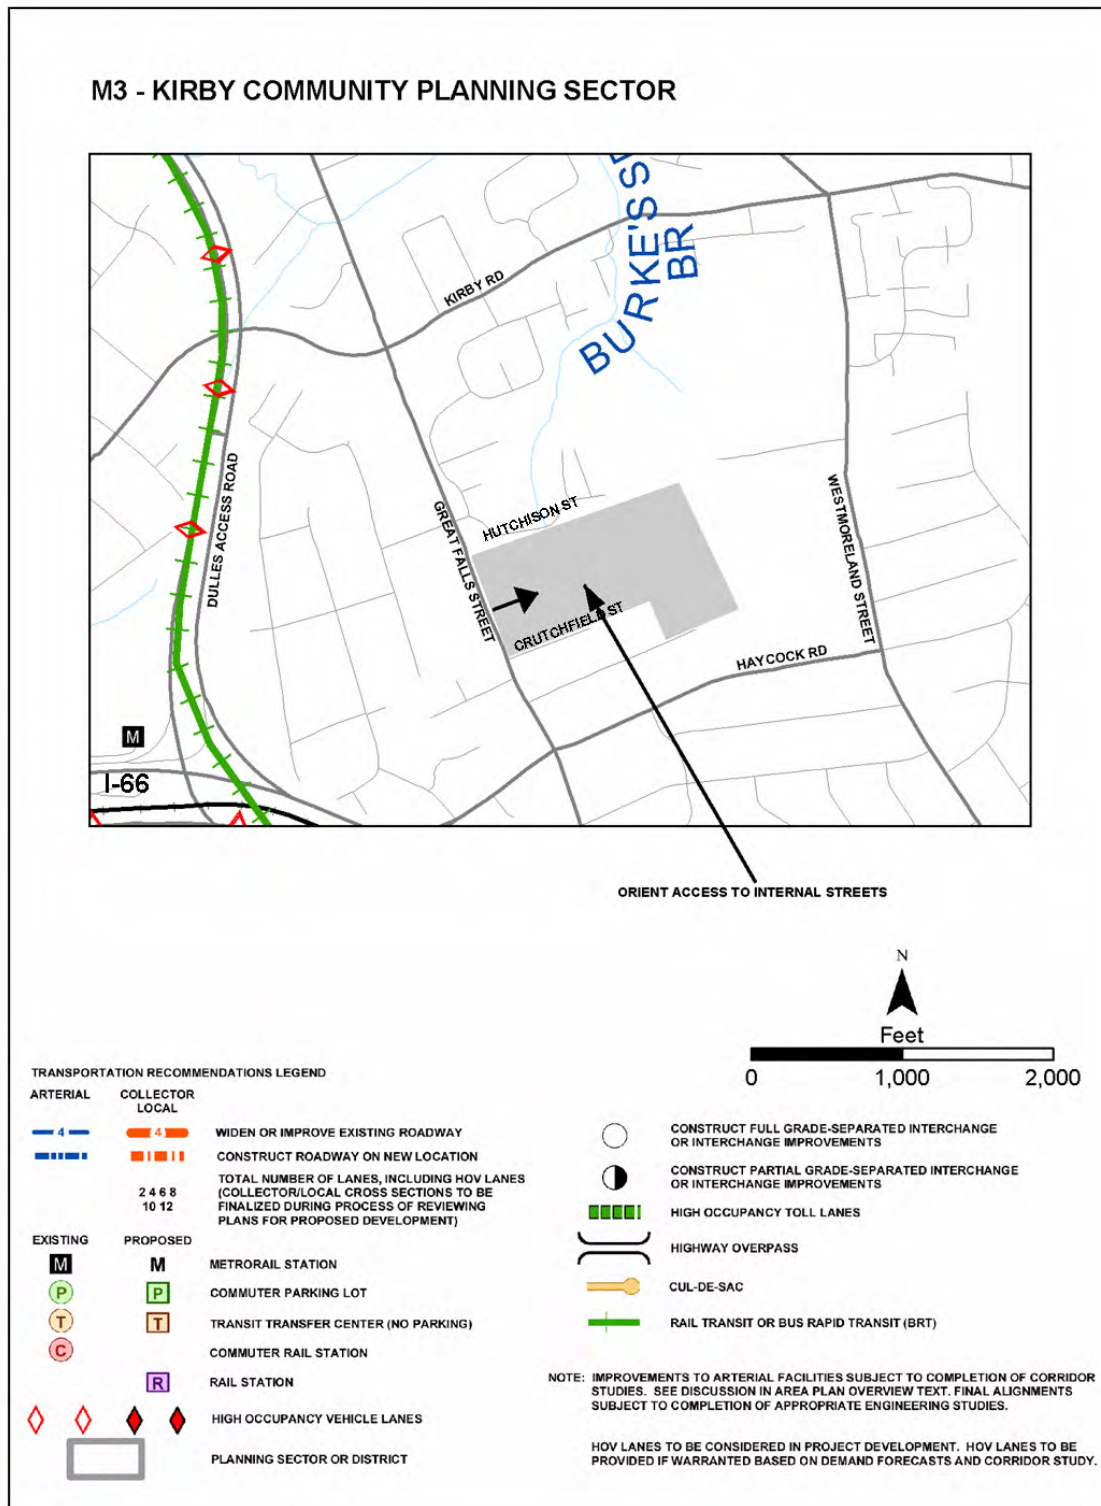 M3 - KIRBY COMMUNITY PLANNING SECTOR
BURKE'S
BR
KIRBY RD
DULLES ACCESS ROAD
GREAT FALLS STREET
HUTCHISON ST
CRUTCHFIELD ST
WESTMORELAND STREET
HAYCOCK RD
M
I-66
ORIENT ACCESS TO INTERNAL STREETS
N
Feet
0 1,000 2,000
TRANSPORTATION RECOMMENDATIONS LEGEND
ARTERIAL COLLECTOR
LOCAL
4 4 WIDEN OR IMPROVE EXISTING ROADWAY
CONSTRUCT ROADWAY ON NEW LOCATION
TOTAL NUMBER OF LANES, INCLUDING HOV LANES
2 4 6 8 (COLLECTOR/LOCAL CROSS SECTIONS TO BE
10 12 FINALIZED DURING PROCESS OF REVIEWING
PLANS FOR PROPOSED DEVELOPMENT)
EXISTING PROPOSED
M M METRORAIL STATION
P P COMMUTER PARKING LOT
T T TRANSIT TRANSFER CENTER (NO PARKING)
C COMMUTER RAIL STATION
R RAIL STATION
HIGH OCCUPANCY VEHICLE LANES
PLANNING SECTOR OR DISTRICT
CONSTRUCT FULL GRADE-SEPARATED INTERCHANGE
OR INTERCHANGE IMPROVEMENTS
CONSTRUCT PARTIAL GRADE-SEPARATED INTERCHANGE
OR INTERCHANGE IMPROVEMENTS
HIGH OCCUPANCY TOLL LANES
HIGHWAY OVERPASS
CUL-DE-SAC
RAIL TRANSIT OR BUS RAPID TRANSIT (BRT)
NOTE: IMPROVEMENTS TO ARTERIAL FACILITIES SUBJECT TO COMPLETION OF CORRIDOR
STUDIES. SEE DISCUSSION IN AREA PLAN OVERVIEW TEXT. FINAL ALIGNMENTS
SUBJECT TO COMPLETION OF APPROPRIATE ENGINEERING STUDIES.
HOV LANES TO BE CONSIDERED IN PROJECT DEVELOPMENT. HOV LANES TO BE
PROVIDED IF WARRANTED BASED ON DEMAND FORECASTS AND CORRIDOR STUDY.